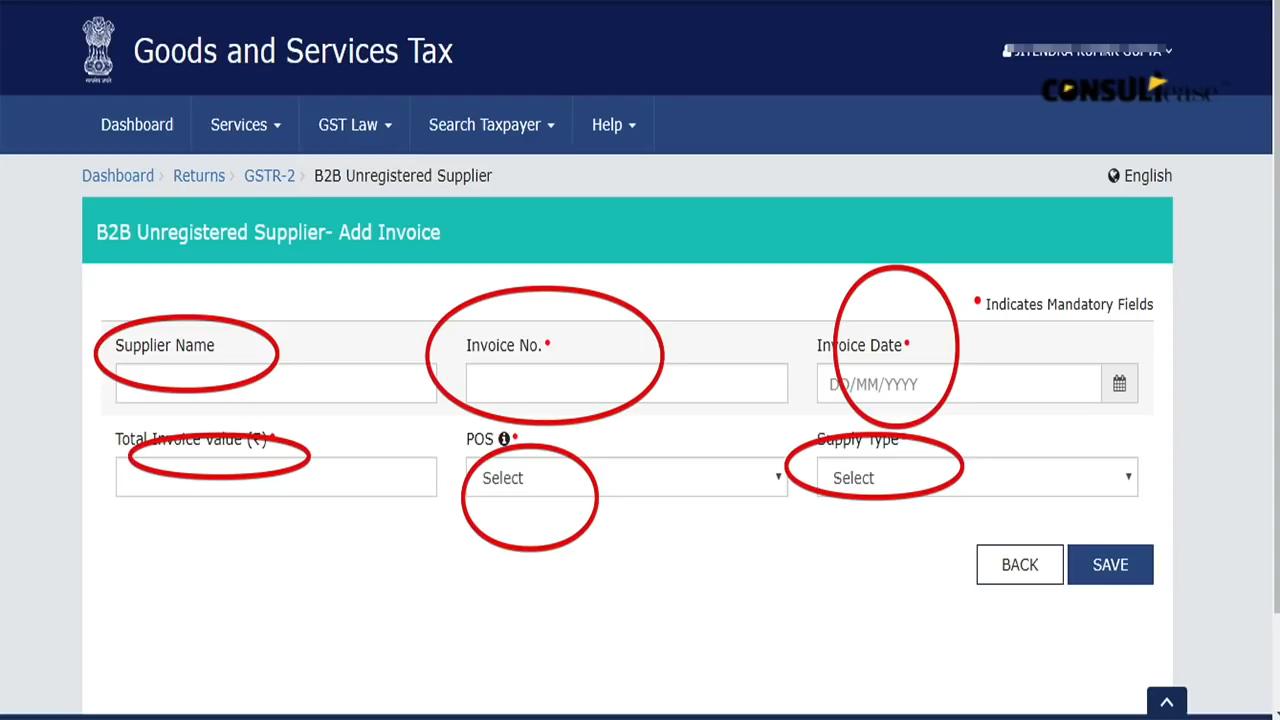 Goods and Services Tax
CONSULTease
Dashboard Services GST Law Search Taxpayer Help
Dashboard Returns GSTR-2 B2B Unregistered Supplier English
B2B Unregistered Supplier- Add Invoice
• Indicates Mandatory Fields
Supplier Name Invoice No.• Invoice Date•
DD/MM/YYYY
Total Invoice Value (₹)• POS • Supply Type
Select Select
BACK SAVE